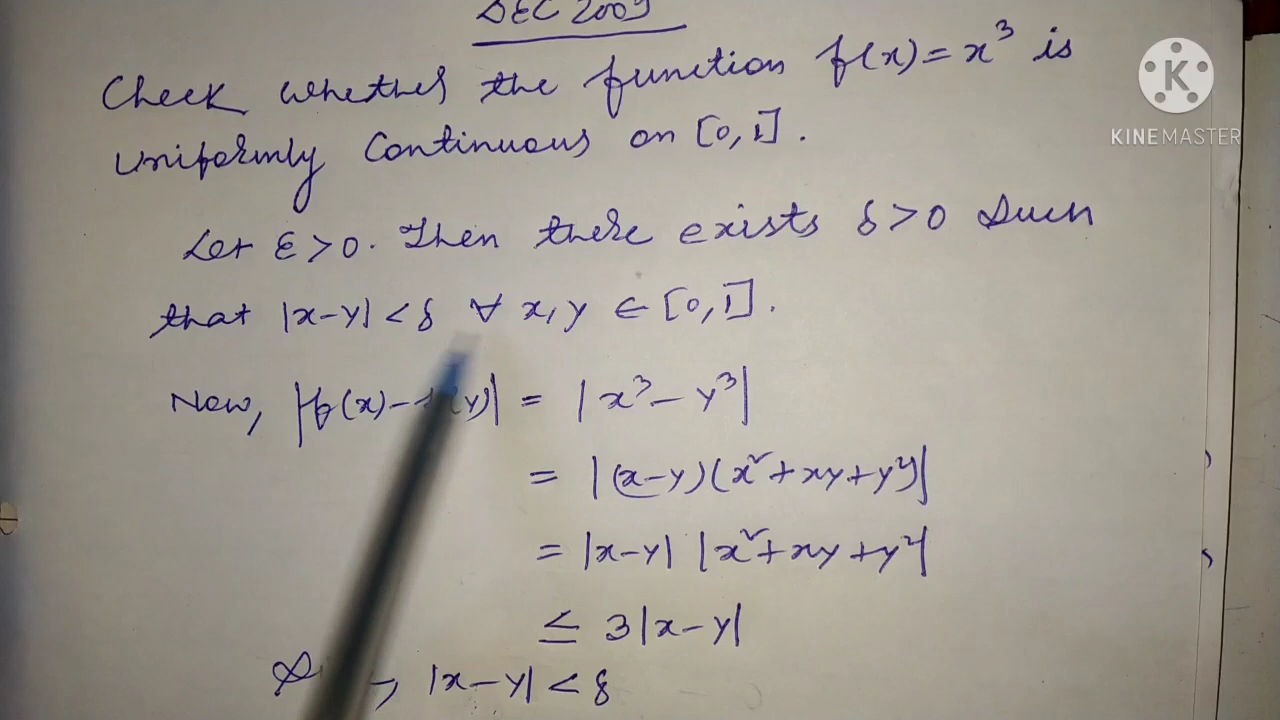 DEC 2009
Check whether the function f(x) = x³ is
K
KINEMASTER
uniformly continuous on [0, 1].
Let ε > 0. Then there exists δ > 0 such
that |x-y| < δ ∀ x, y ∈ [0, 1].
Now, |f(x) - (y)| = |x³ - y³|
= |(x-y)(x² + xy + y²)|
= |x-y| |x² + xy + y²|
≤ 3|x-y|
, |x-y| < δ